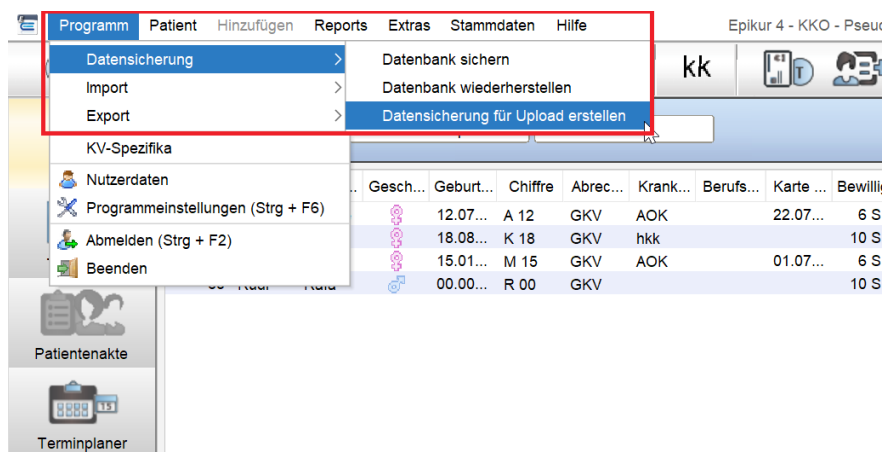 Programm Patient Hinzufügen Reports Extras Stammdaten Hilfe Epikur 4 - KKO - Pseud
Datensicherung Datenbank sichern
Import Datenbank wiederherstellen
Export Datensicherung für Upload erstellen
kk
T
KV-Spezifika
Nutzerdaten
Programmeinstellungen (Strg + F6)
Abmelden (Strg + F2)
Beenden
.. Gesch... Geburt... Chiffre Abrec... Krank... Berufs... Karte ... Bewillig
12.07... A 12 GKV AOK 22.07... 6 S
18.08... K 18 GKV hkk 10 S
15.01... M 15 GKV AOK 01.07... 6 S
00.00... R 00 GKV 10 S
Patientenakte
15
Terminplaner